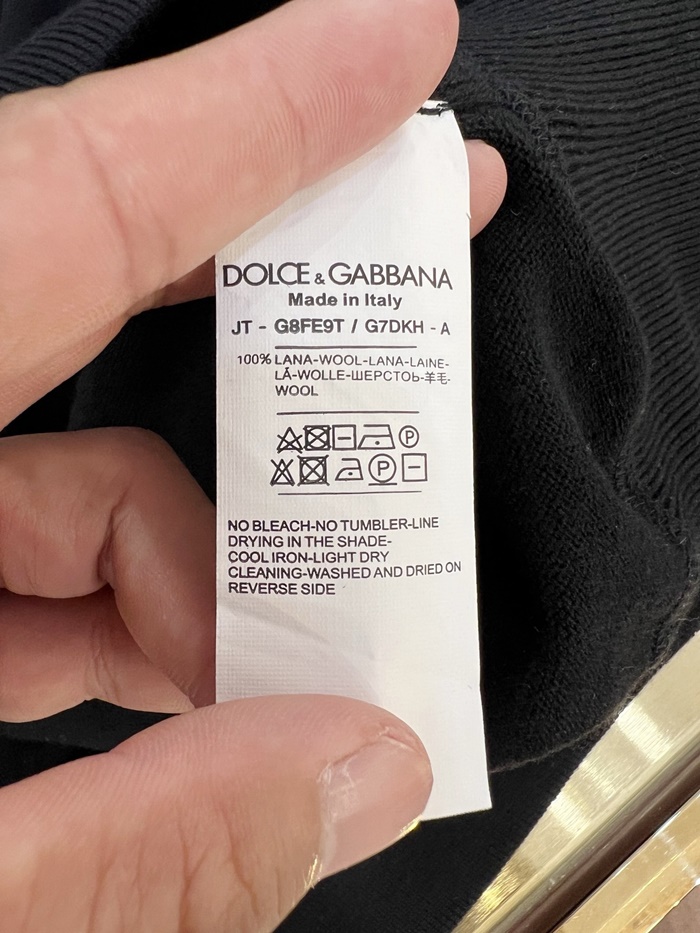 DOLCE & GABBANA
Made in Italy
JT - G8FE9T / G7DKH - A
100% LANA-WOOL-LANA-LAINE-
LÃ-WOLLE-ШЕРСТОЬ-羊毛-
WOOL
P
P
NO BLEACH-NO TUMBLER-LINE
DRYING IN THE SHADE-
COOL IRON-LIGHT DRY
CLEANING-WASHED AND DRIED ON
REVERSE SIDE